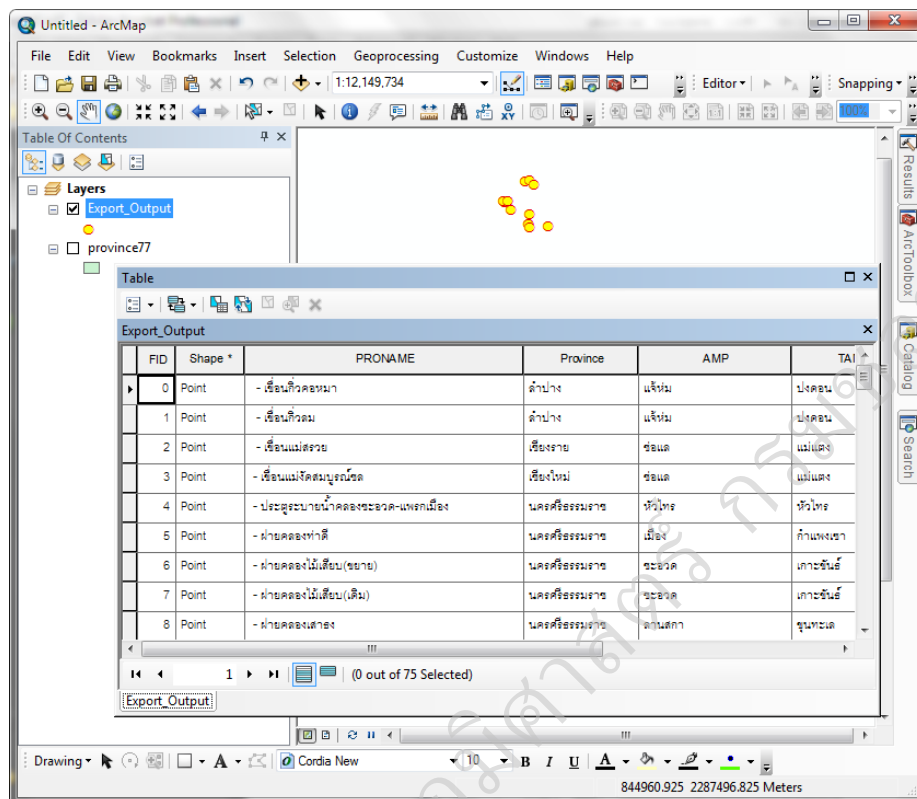 Untitled - ArcMap
File Edit View Bookmarks Insert Selection Geoprocessing Customize Windows Help
1:12,149,734
Editor
Snapping
100%
Table Of Contents
Layers
Export_Output
province77
Results
ArcToolbox
Catalog
Search
Table
Export_Output
FID Shape * PRONAME Province AMP TAI
0 Point - เขื่อนกิ่วคอหมา ลำปาง แจ้ห่ม ปงดอน
1 Point - เขื่อนกิ่วลม ลำปาง แจ้ห่ม ปงดอน
2 Point - เขื่อนแม่สรวย เชียงราย ช่อแล แม่แตง
3 Point - เขื่อนแม่งัดสมบูรณ์ชล เชียงใหม่ ช่อแล แม่แตง
4 Point - ประตูระบายน้ำคลองชะอวด-แพรกเมือง นครศรีธรรมราช หัวไทร หัวไทร
5 Point - ฝายคลองท่าดี นครศรีธรรมราช เมือง กำแพงเซา
6 Point - ฝายคลองไม้เสียบ(ขยาย) นครศรีธรรมราช ชะอวด เกาะขันธ์
7 Point - ฝายคลองไม้เสียบ(เดิม) นครศรีธรรมราช ชะอวด เกาะขันธ์
8 Point - ฝายคลองเสาธง นครศรีธรรมราช ลานสกา ขุนทะเล
1 (0 out of 75 Selected)
Export_Output
Drawing A Cordia New 10 B I U A
844960.925 2287496.825 Meters